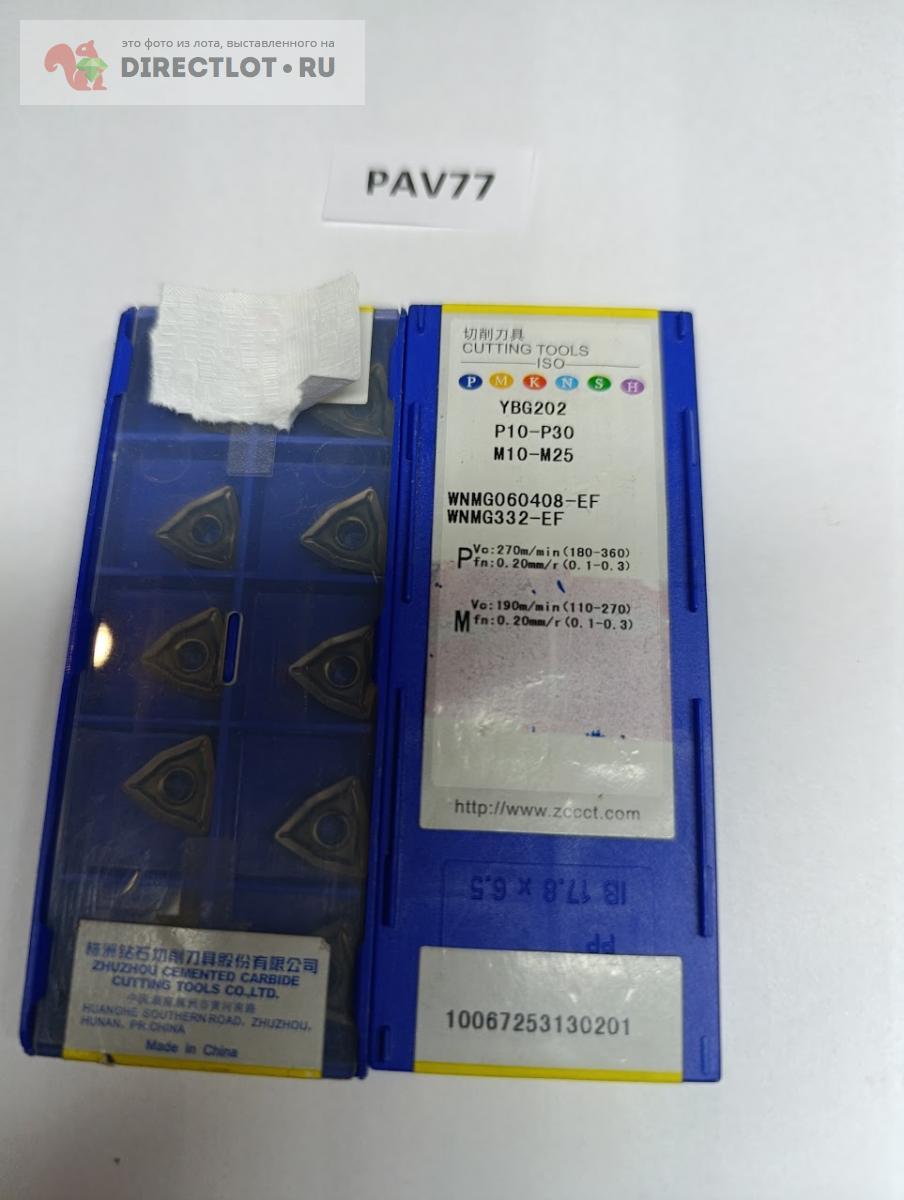 это фото из лота, выставленного на
DIRECTLOT.RU
PAV77
切削刀具
CUTTING TOOLS
ISO
P M K N S H
YBG202
P10-P30
M10-M25
WNMG060408-EF
WNMG332-EF
P Vc:270m/min(180-360)
fn:0.20mm/r(0.1-0.3)
M Vc:190m/min(110-270)
fn:0.20mm/r(0.1-0.3)
http://www.zccct.com
IB 17.8 x 6.5
PP
10067253130201
株洲钻石切削刀具股份有限公司
ZHUZHOU CEMENTED CARBIDE
CUTTING TOOLS CO.,LTD.
HUANGHE SOUTHERN ROAD, ZHUZHOU,
HUNAN, PR.CHINA
Made in China